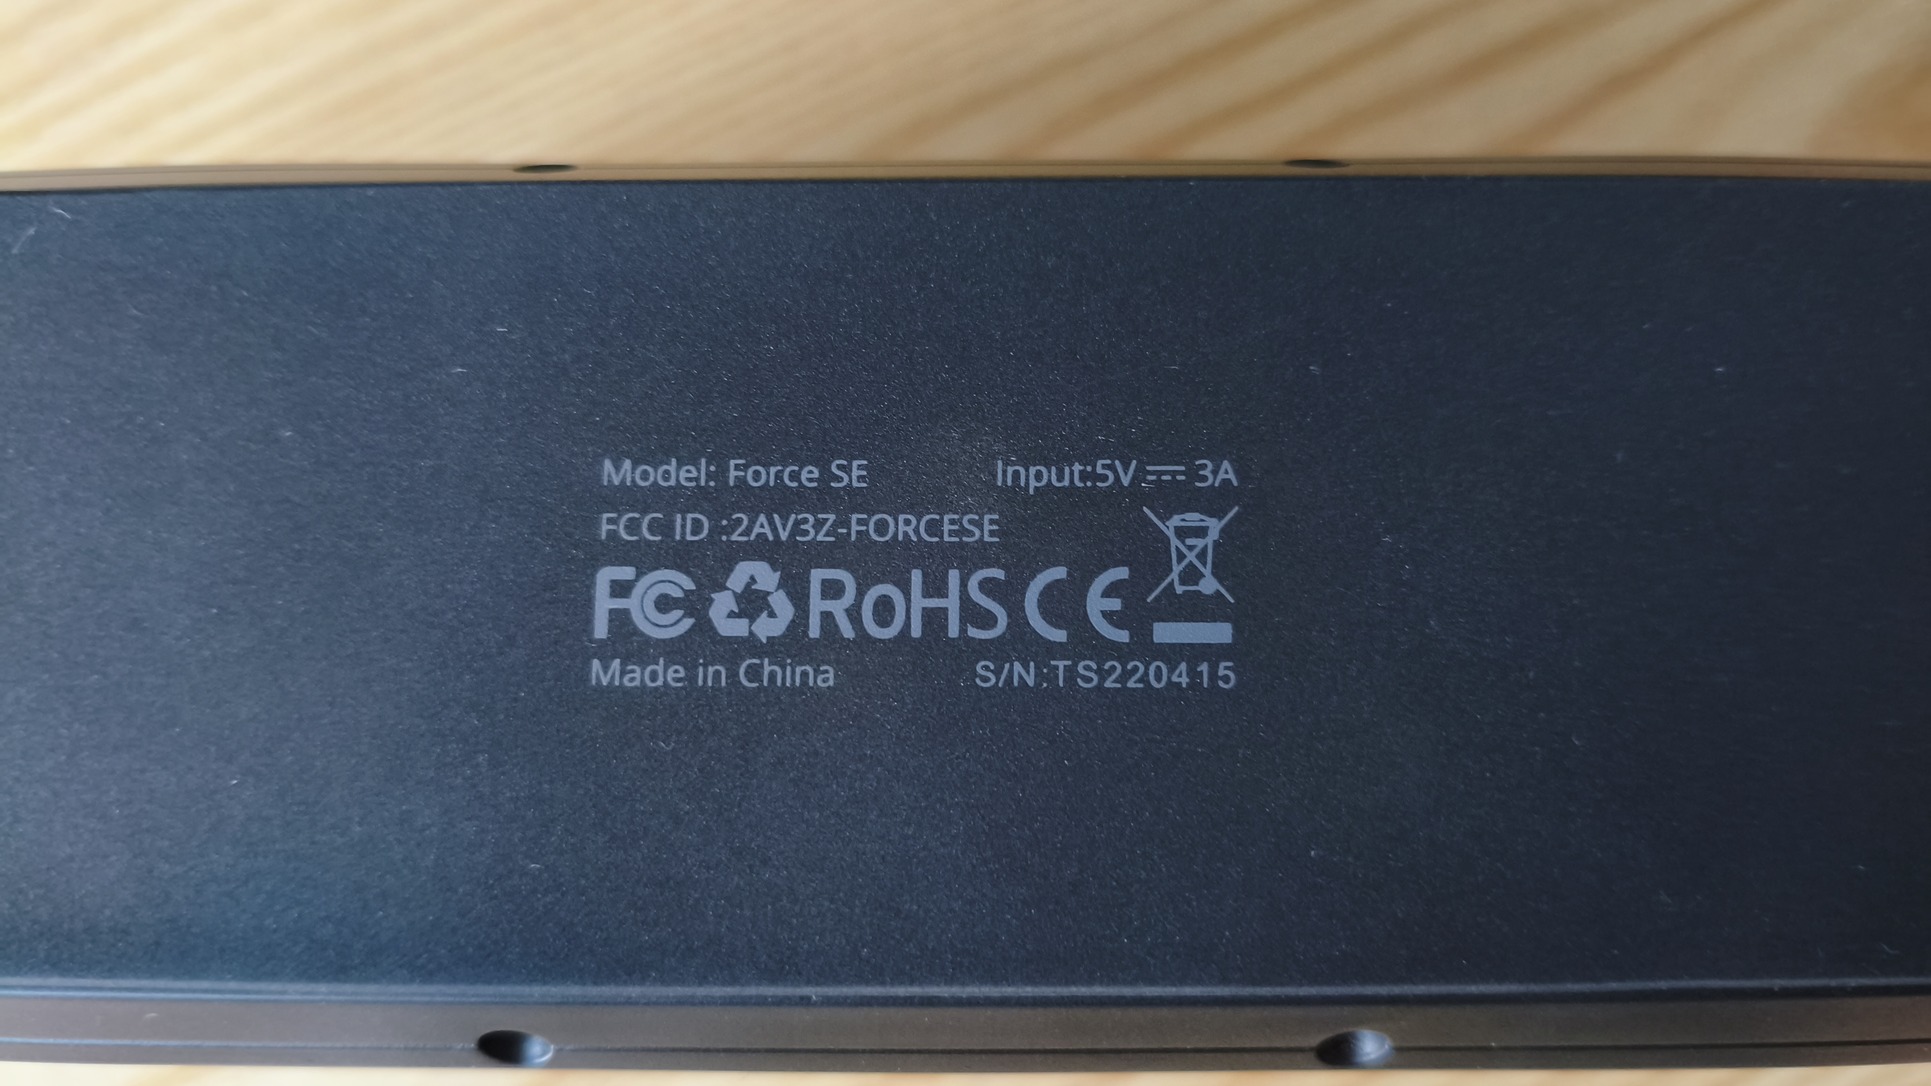 Model: Force SE Input:5V⎓3A
FCC ID :2AV3Z-FORCESE
FC RoHS CE
Made in China S/N:TS220415